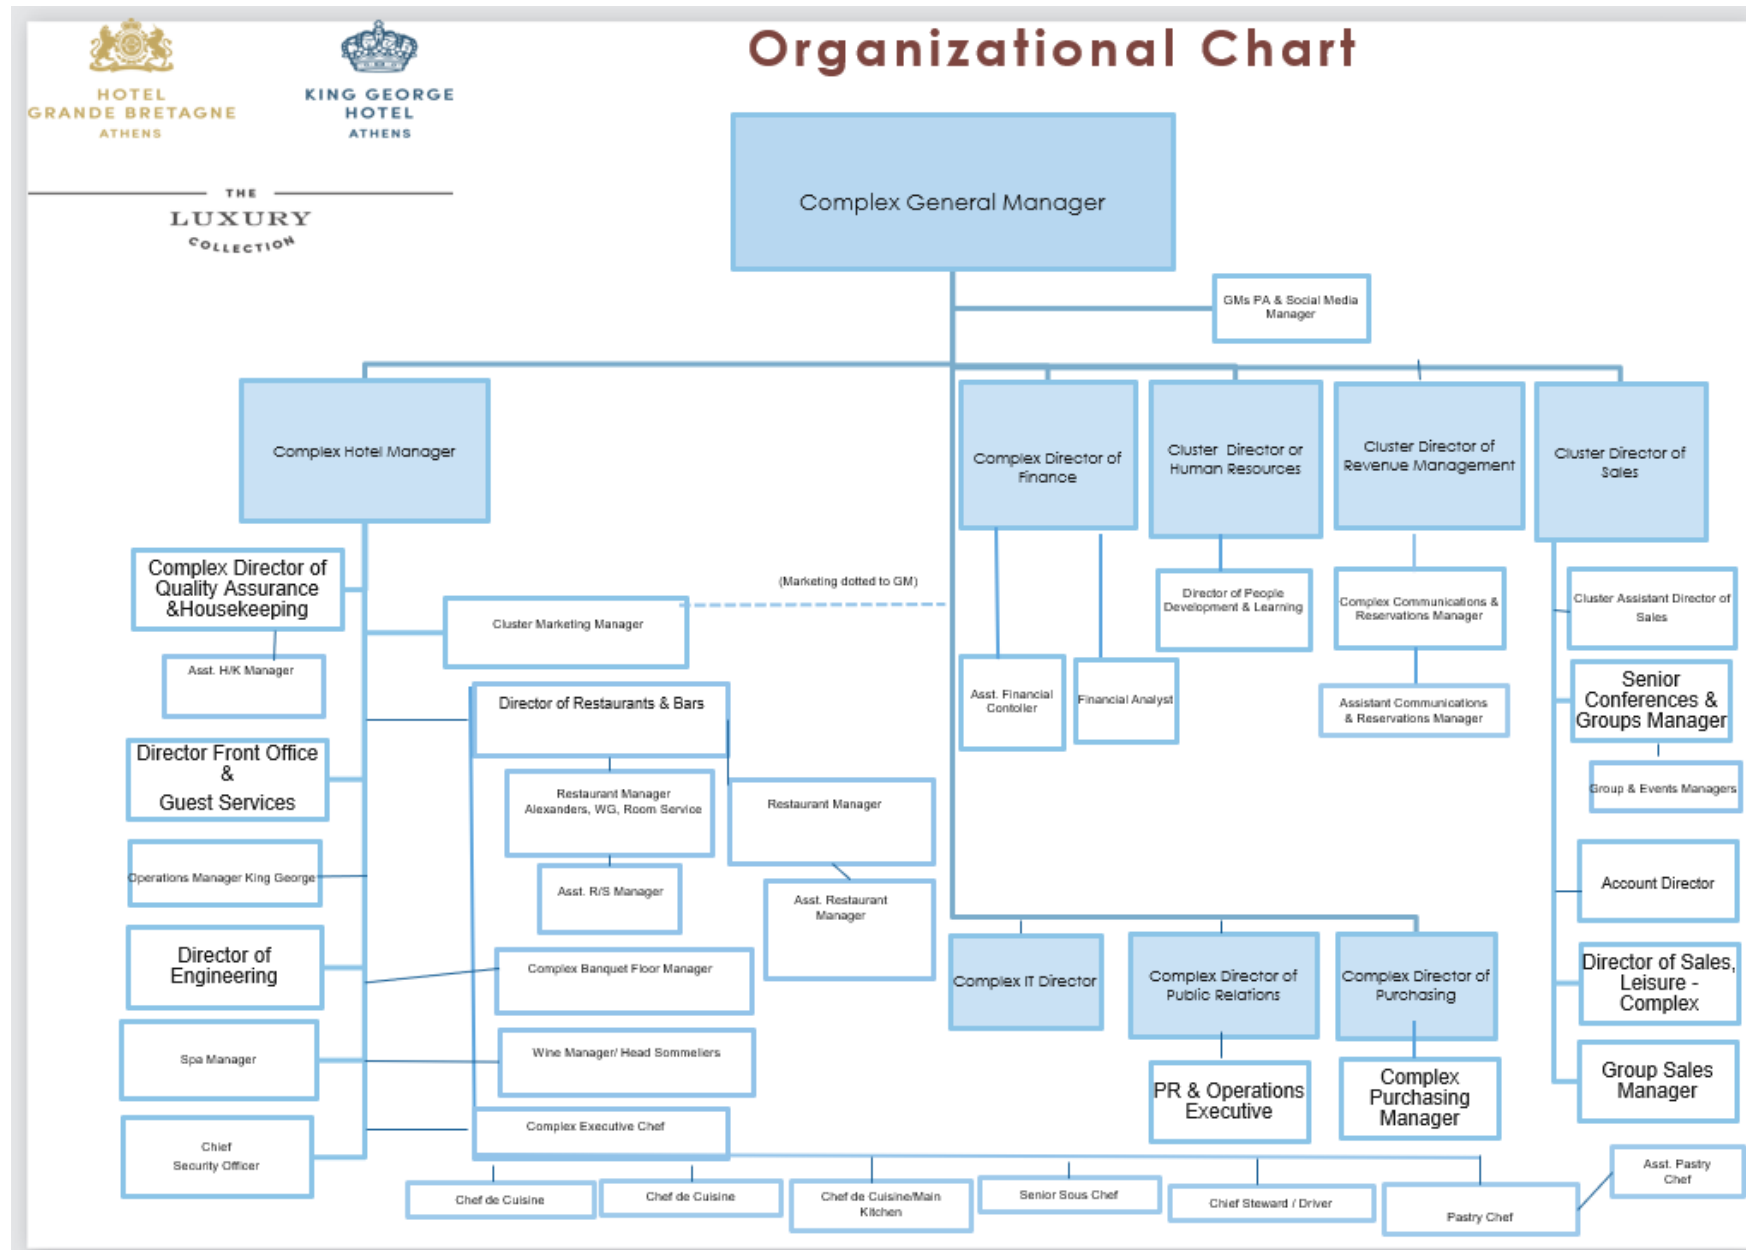 Organizational Chart
HOTEL
GRANDE BRETAGNE
ATHENS
KING GEORGE
HOTEL
ATHENS
THE
LUXURY
COLLECTION
Complex General Manager
GMs PA & Social Media
Manager
Complex Hotel Manager
Complex Director of
Finance
Cluster Director or
Human Resources
Cluster Director of
Revenue Management
Cluster Director of
Sales
Complex Director of
Quality Assurance
&Housekeeping
Asst. H/K Manager
Director Front Office
&
Guest Services
Operations Manager King George
Director of
Engineering
Spa Manager
Chief
Security Officer
(Marketing dotted to GM)
Cluster Marketing Manager
Director of Restaurants & Bars
Restaurant Manager
Alexanders, WG, Room Service
Asst. R/S Manager
Restaurant Manager
Asst. Restaurant
Manager
Complex Banquet Floor Manager
Wine Manager/ Head Sommeliers
Complex Executive Chef
Chef de Cuisine
Chef de Cuisine
Chef de Cuisine/Main
Kitchen
Senior Sous Chef
Chief Steward / Driver
Pastry Chef
Asst. Pastry
Chef
Asst. Financial
Contoller
Financial Analyst
Director of People
Development & Learning
Complex Communications &
Reservations Manager
Assistant Communications
& Reservations Manager
Cluster Assistant Director of
Sales
Senior
Conferences &
Groups Manager
Group & Events Managers
Account Director
Director of Sales,
Leisure -
Complex
Group Sales
Manager
Complex IT Director
Complex Director of
Public Relations
Complex Director of
Purchasing
PR & Operations
Executive
Complex
Purchasing
Manager